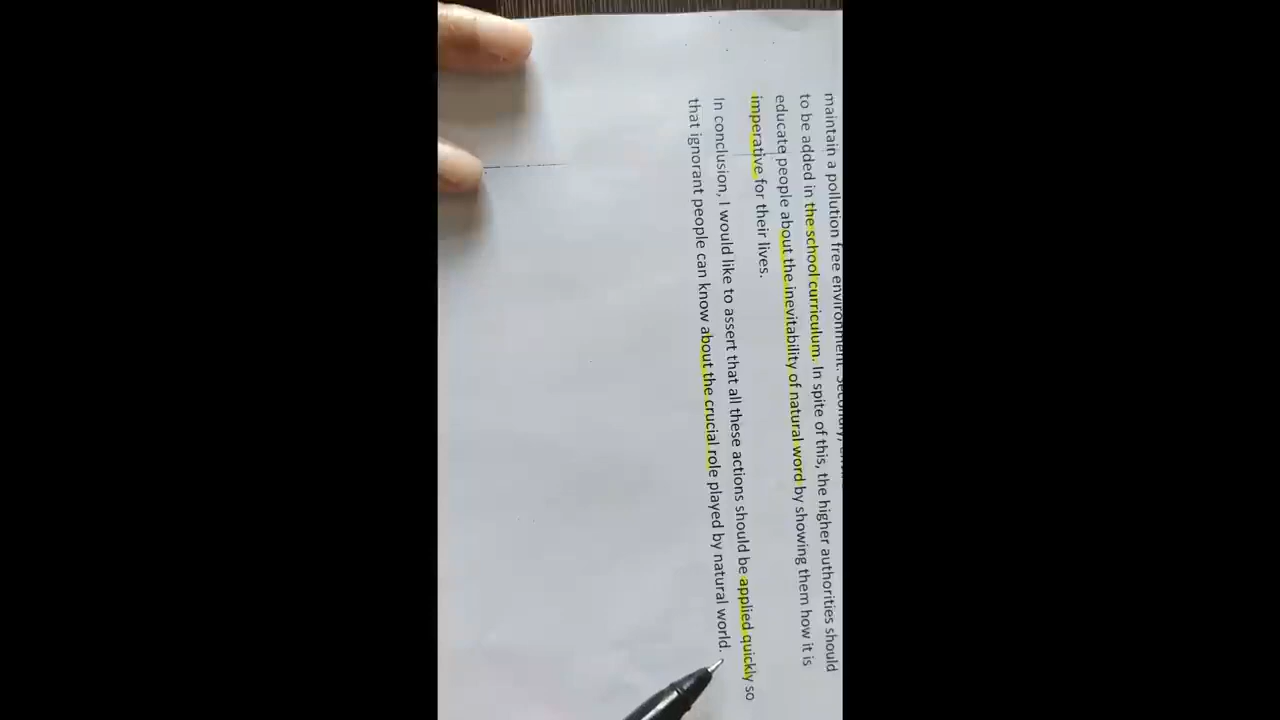 maintain a pollution free environment. Secondly,
to be added in the school curriculum. In spite of this, the higher authorities should
educate people about the inevitability of natural word by showing them how it is
imperative for their lives.
In conclusion, I would like to assert that all these actions should be applied quickly so
that ignorant people can know about the crucial role played by natural world.